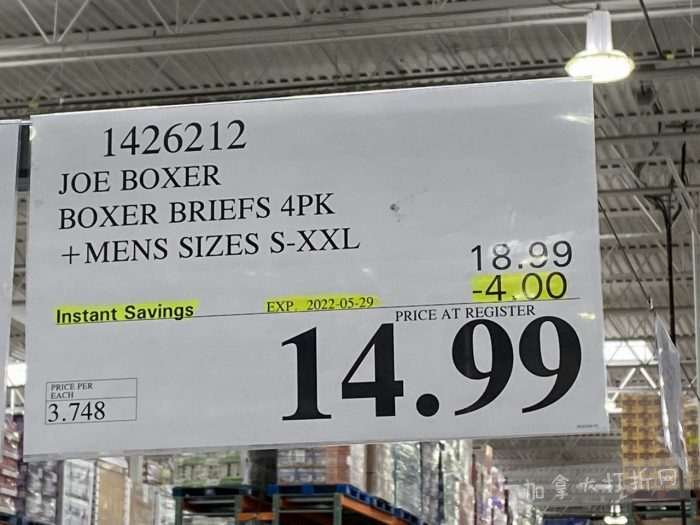 1426212
JOE BOXER
BOXER BRIEFS 4PK
+MENS SIZES S-XXL
18.99
Instant Savings EXP. 2022-05-29 -4.00
PRICE AT REGISTER
14.99
PRICE PER
EACH
3.748
加拿大打折网